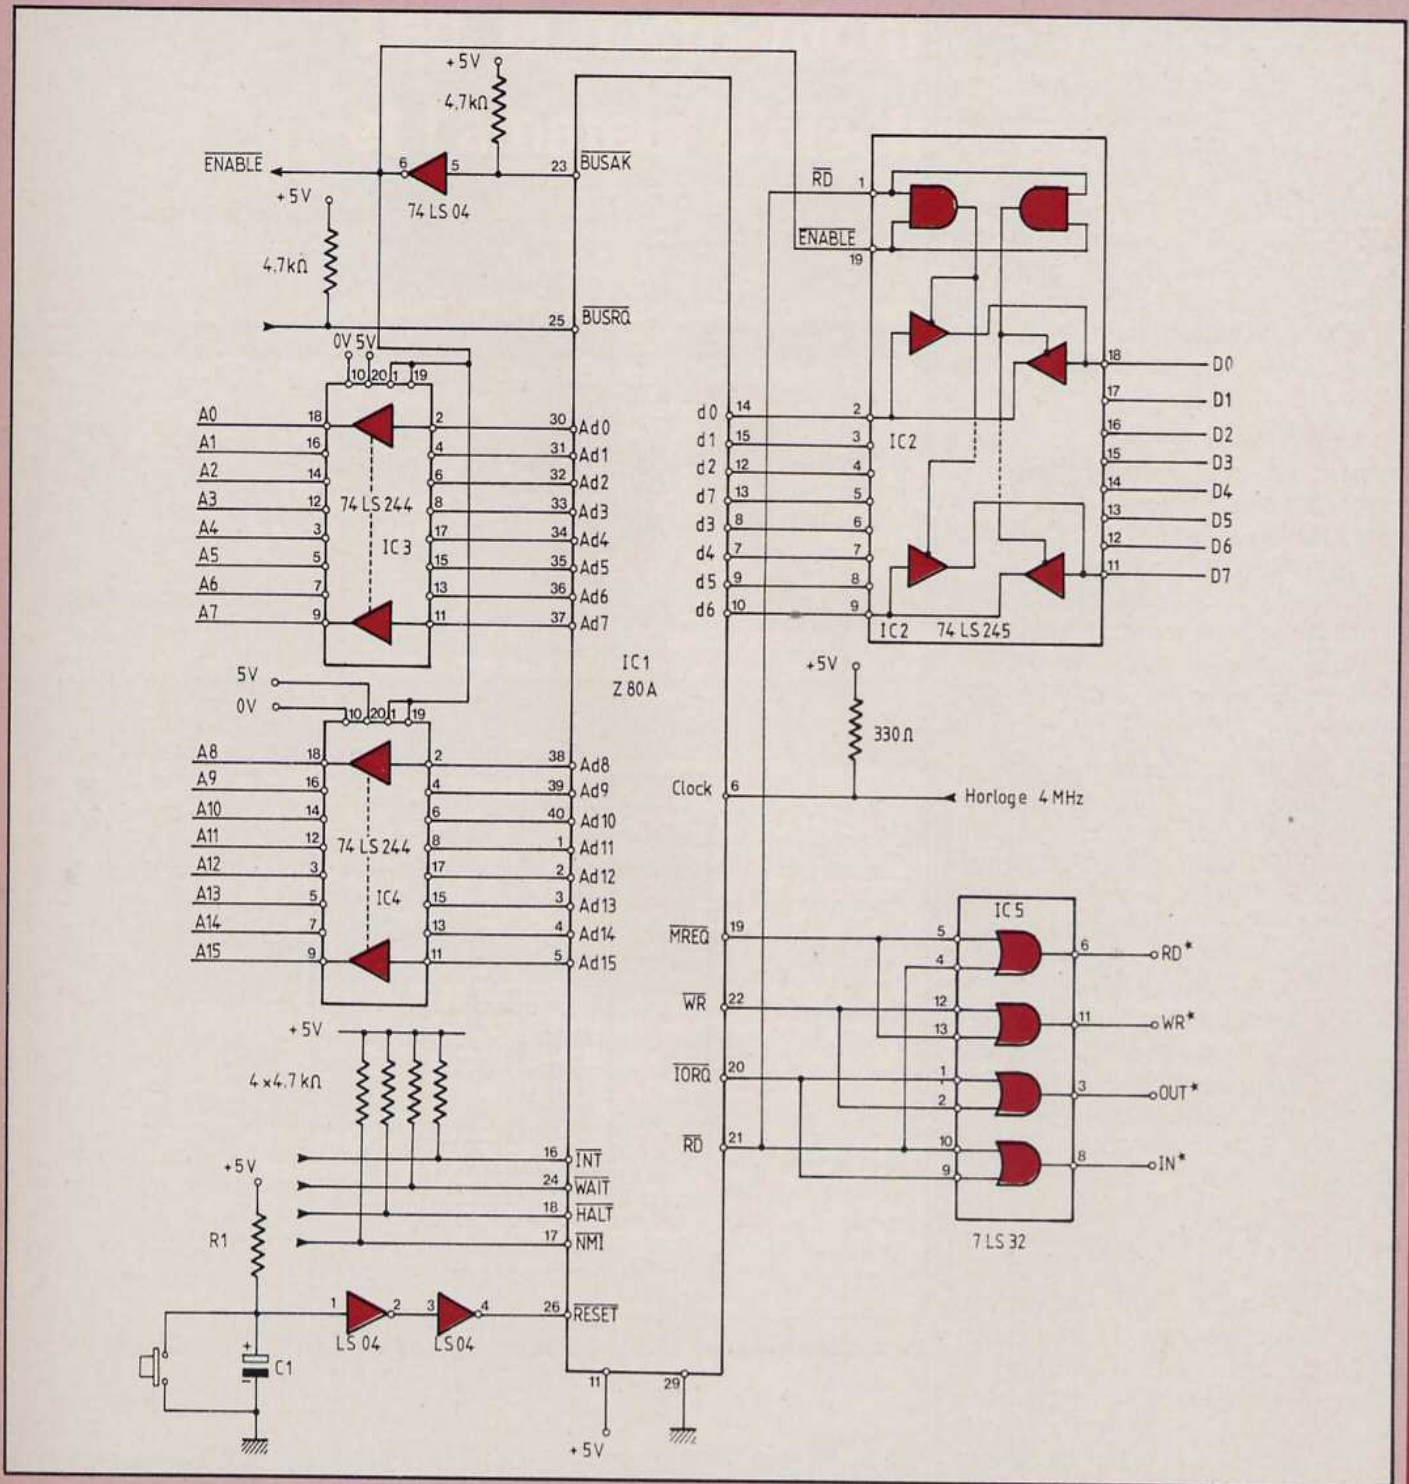 +5V
4.7kΩ
ENABLE
6
5
23
BUSAK
74 LS 04
+5V
4.7kΩ
25
BUSRQ
0V 5V
10 20 1 19
A0 18 2 30 Ad0
A1 16 4 31 Ad1
A2 14 6 32 Ad2
A3 12 8 33 Ad3
74 LS 244
A4 3 17 34 Ad4
IC3
A5 5 15 35 Ad5
A6 7 13 36 Ad6
A7 9 11 37 Ad7
IC1
Z80A
5V
0V
10 20 1 19
A8 18 2 38 Ad8
A9 16 4 39 Ad9
A10 14 6 40 Ad10
A11 12 8 1 Ad11
74 LS 244
A12 3 17 2 Ad12
IC4
A13 5 15 3 Ad13
A14 7 13 4 Ad14
A15 9 11 5 Ad15
+5V
4 x 4.7kΩ
16 INT
24 WAIT
18 HALT
17 NMI
+5V
R1
1 2 3 4 26 RESET
LS 04 LS 04
+
-
C1
11
29
+5V
RD 1
ENABLE
19
18 D0
17 D1
16 D2
15 D3
14 D4
13 D5
12 D6
11 D7
d0 14 2
IC2
d1 15 3
d2 12 4
d7 13 5
d3 8 6
d4 7 7
d5 9 8
d6 10 9
IC2 74 LS245
+5V
330Ω
Clock 6 Horloge 4 MHz
IC5
MREQ 19 5 6 RD*
4
WR 22 12 11 WR*
13
IORQ 20 1 3 OUT*
2
RD 21 10 8 IN*
9
7 LS 32